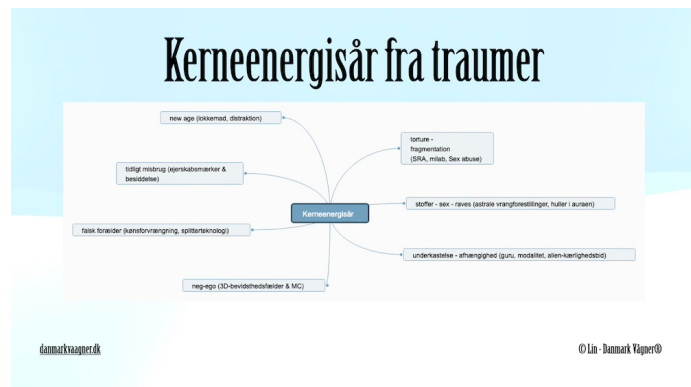 Kerneenergisår fra traumer
new age (lokkemad, distraktion)
torture -
fragmentation
(SRA, milab, Sex abuse)
tidligt misbrug (ejerskabsmærker &
besiddelse)
stoffer - sex - raves (astrale vrangforestillinger, huller i auraen)
Kerneenergisår
falsk forælder (kønsforvrængning, splitterteknologi)
underkastelse - afhængighed (guru, modalitet, alien-kærlighedsbid)
neg-ego (3D-bevidsthedsfælder & MC)
danmarkvaagner.dk
© Lin - Danmark Vågner®